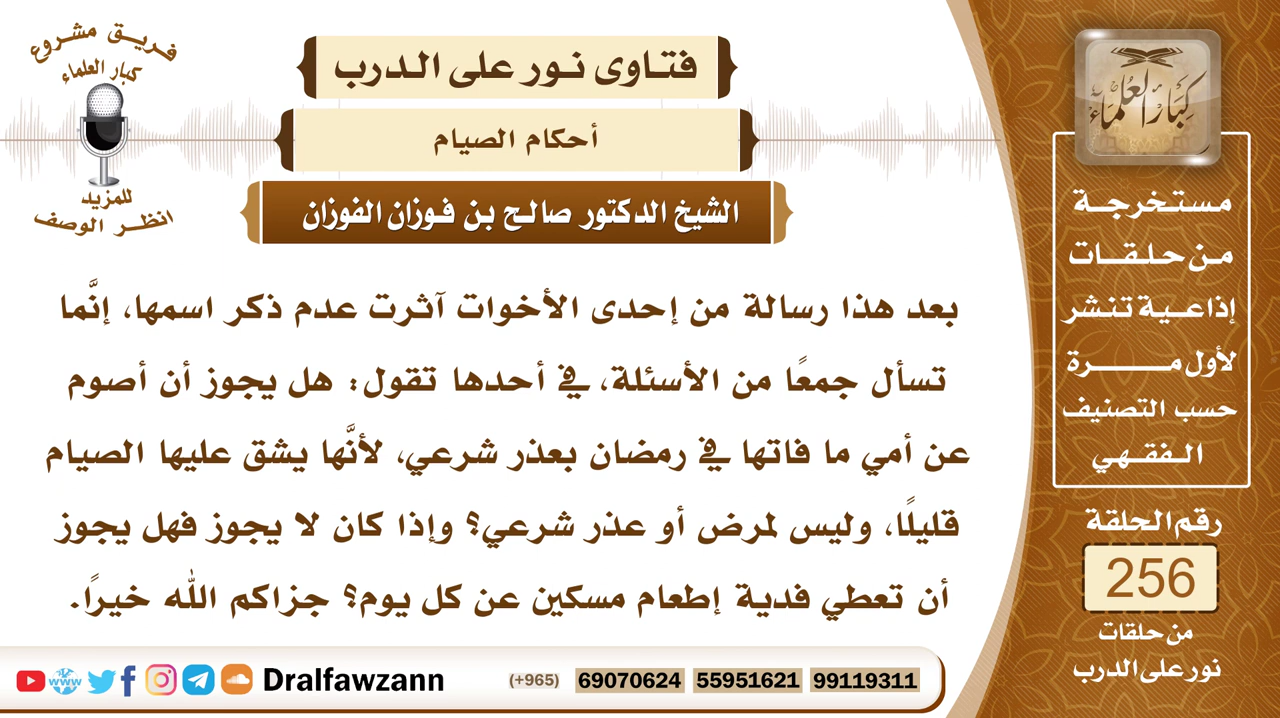 فريق مشروع
كبار العلماء
للمزيد
انظر الوصف
فتاوى نور على الدرب
أحكام الصيام
الشيخ الدكتور صالح بن فوزان الفوزان
بعد هذا رسالة من إحدى الأخوات آثرت عدم ذكر اسمها، إنَّما
تسأل جمعًا من الأسئلة، في أحدها تقول: هل يجوز أن أصوم
عن أمي ما فاتها في رمضان بعذر شرعي، لأنَّها يشق عليها الصيام
قليلًا، وليس لمرض أو عذر شرعي؟ وإذا كان لا يجوز فهل يجوز
أن تعطي فدية إطعام مسكين عن كل يوم؟ جزاكم الله خيرًا.
كبار العلماء
مستخرجة
من حلقات
إذاعية تنشر
لأول مرة
حسب التصنيف
الفقهي
رقم الحلقة
256
من حلقات
نور على الدرب
www Dralfawzann (+965) 69070624 55951621 99119311